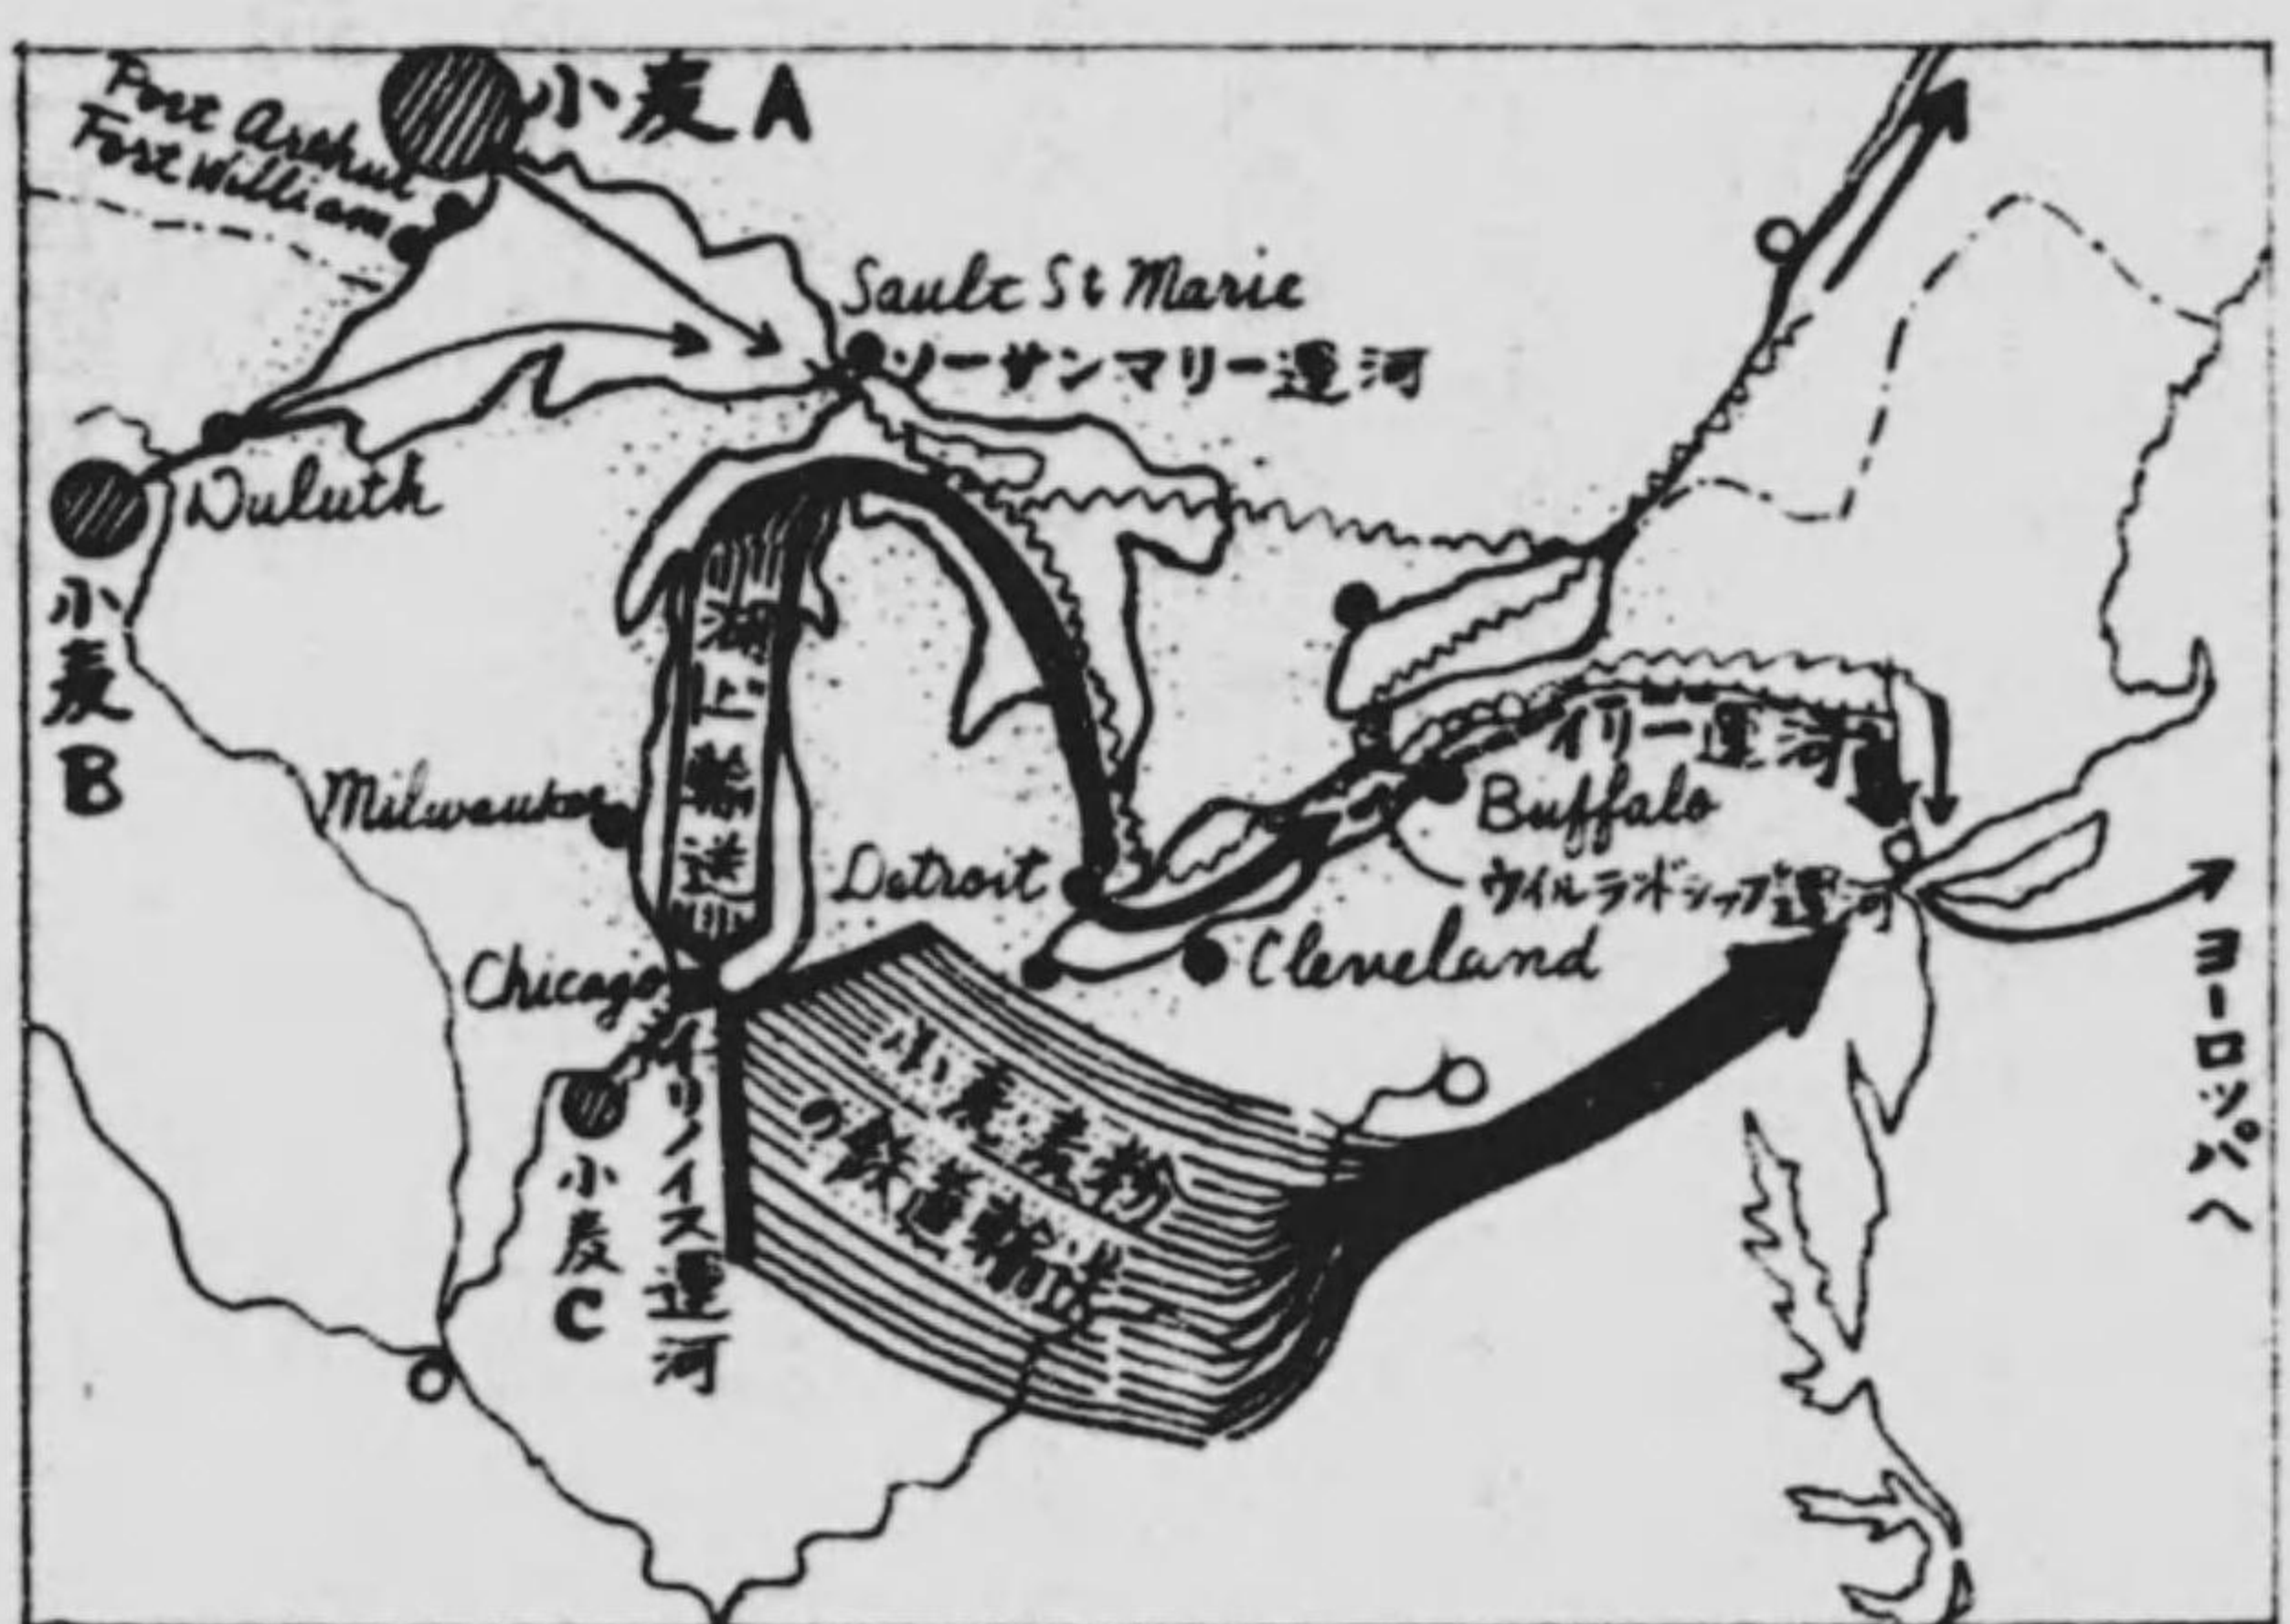 小麦A
Port Arthur
Fort William
Sault St Marie
ソーサンマリー運河
Duluth
小麦B
湖上輸送
イリー運河
Milwaukee
Buffalo
Detroit
ウイルランドシップ運河
Cleveland
Chicago
ヨーロッパへ
小麦・麦粉
の鉄道輸送
イリノイス運河
小麦C